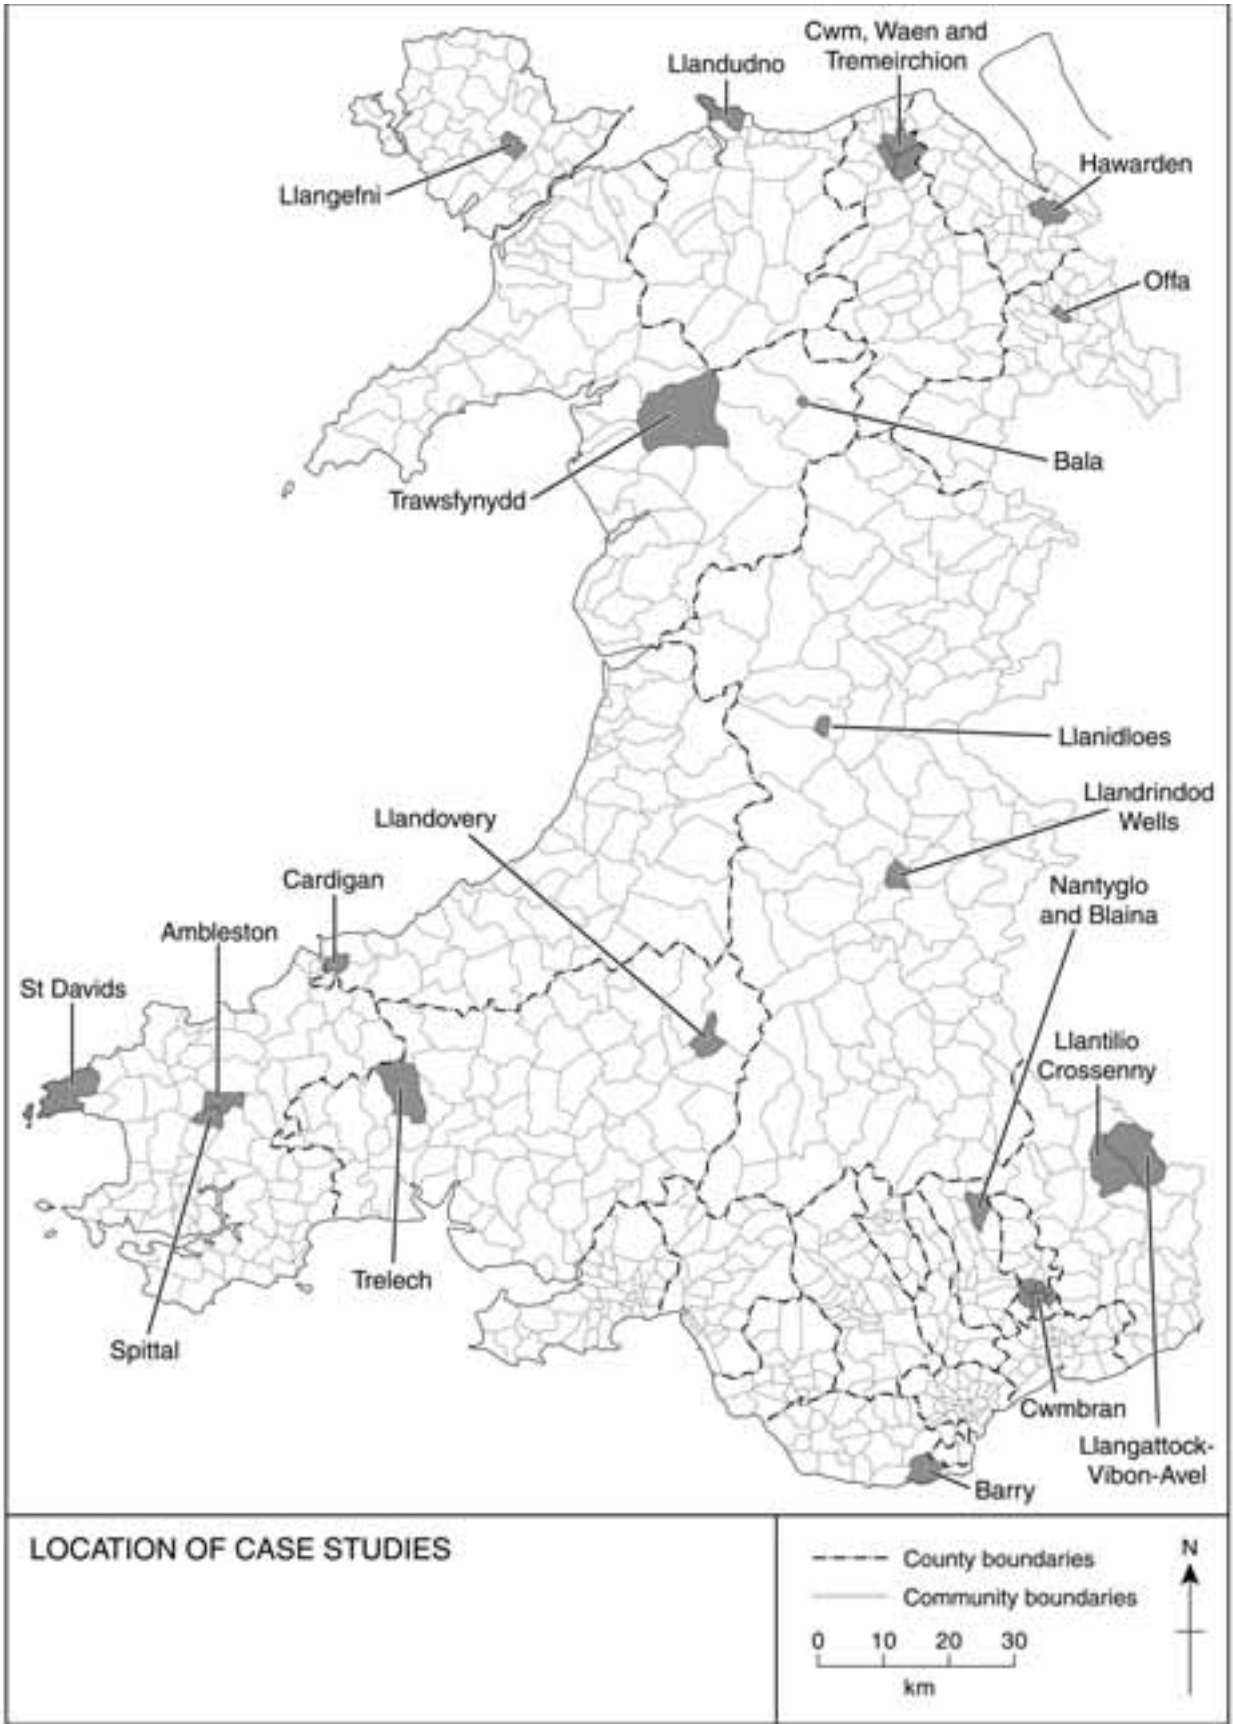 Cwm, Waen and
Tremeirchion
Llandudno
Hawarden
Llangefni
Offa
Bala
Trawsfynydd
Llanidloes
Llandrindod
Wells
Llandovery
Cardigan
Nantyglo
and Blaina
Ambleston
St Davids
Llantilio
Crossenny
Trelech
Spittal
Cwmbran
Llangattock-
Vibon-Avel
Barry
LOCATION OF CASE STUDIES
County boundaries
Community boundaries
0 10 20 30
km
N